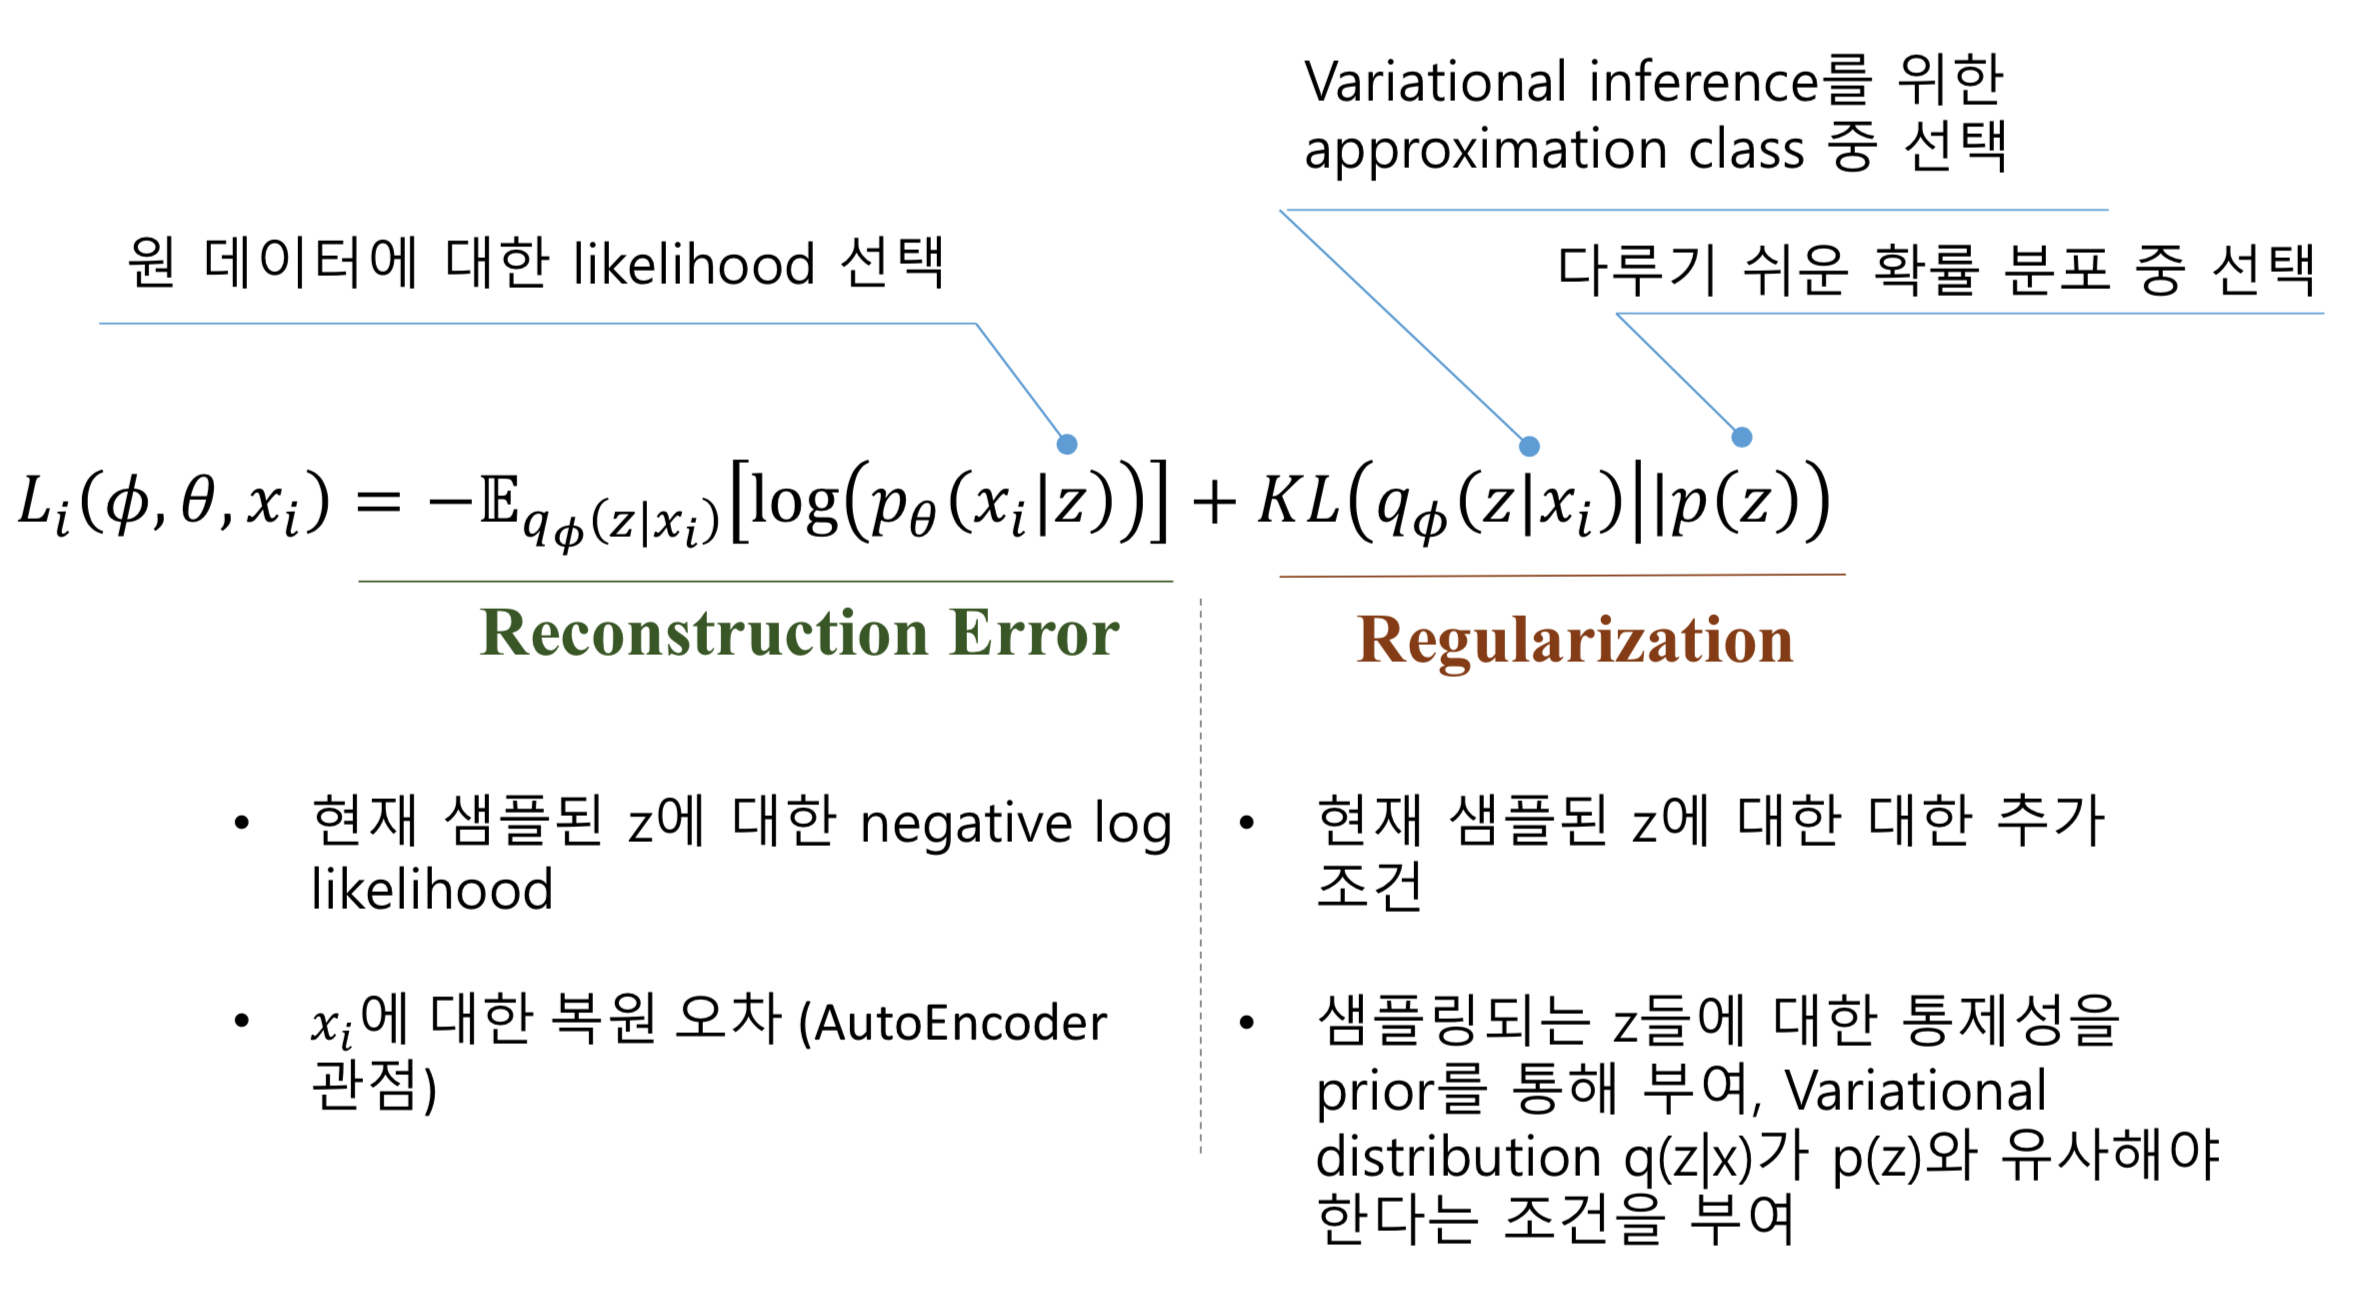 Variational inference를 위한
approximation class 중 선택
원 데이터에 대한 likelihood 선택
다루기 쉬운 확률 분포 중 선택
L_i(ϕ, θ, x_i) = −𝔼_{q_ϕ(z|x_i)}[log(p_θ(x_i|z))] + KL(q_ϕ(z|x_i)||p(z))
Reconstruction Error
Regularization
• 현재 샘플된 z에 대한 negative log
likelihood
• x_i에 대한 복원 오차 (AutoEncoder
관점)
• 현재 샘플된 z에 대한 대한 추가
조건
• 샘플링되는 z들에 대한 통제성을
prior를 통해 부여, Variational
distribution q(z|x)가 p(z)와 유사해야
한다는 조건을 부여